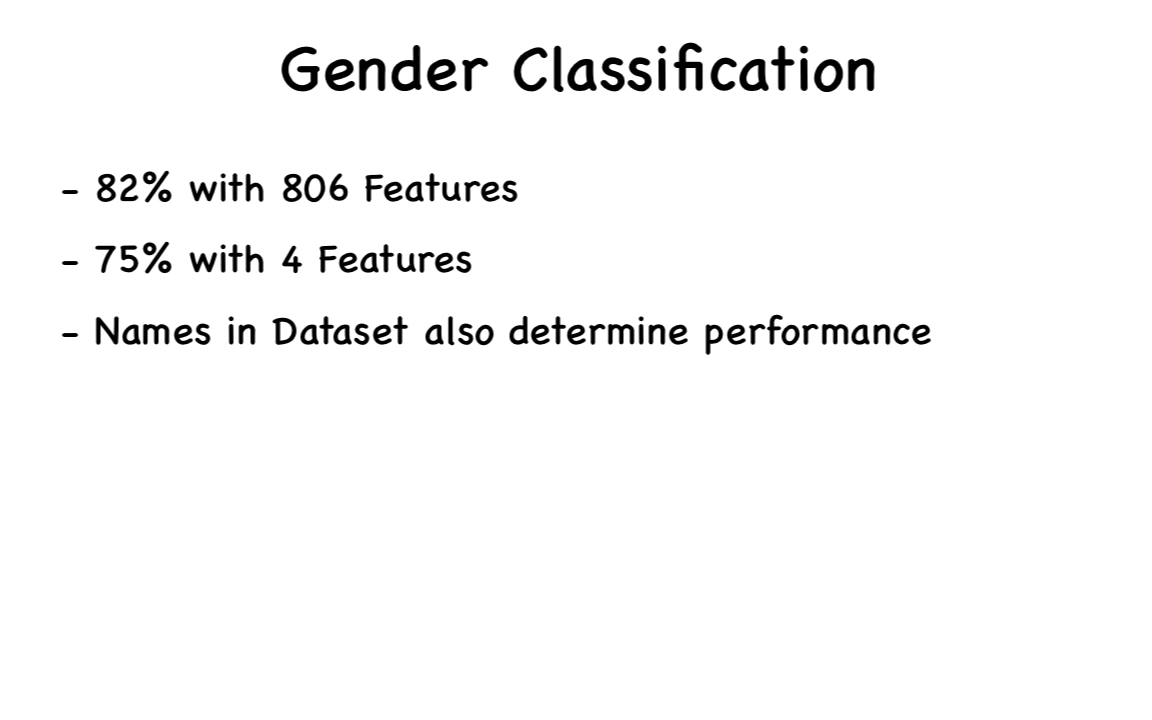 Gender Classification
- 82% with 806 Features
- 75% with 4 Features
- Names in Dataset also determine performance